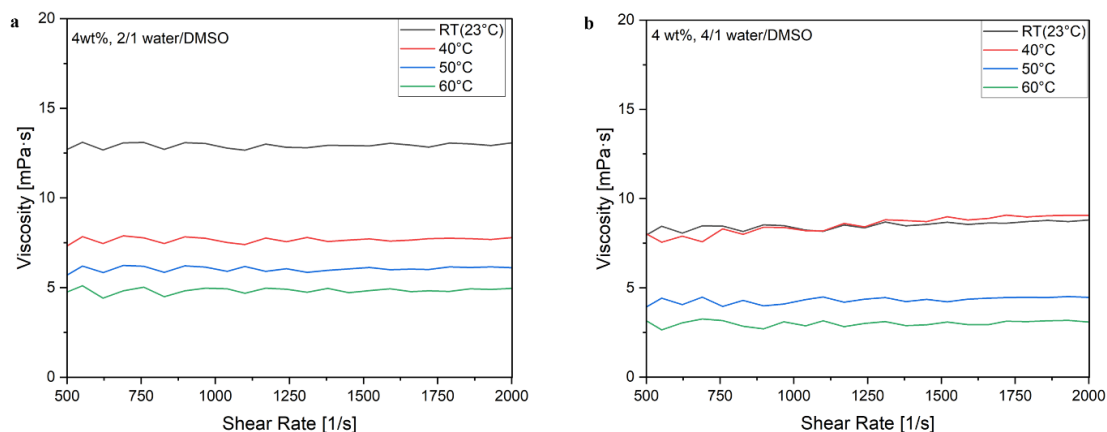 a
4wt%, 2/1 water/DMSO
RT(23°C)
40°C
50°C
60°C
Viscosity [mPa·s]
20
15
10
5
0
500
750
1000
1250
1500
1750
2000
Shear Rate [1/s]
b
4 wt%, 4/1 water/DMSO
RT(23°C)
40°C
50°C
60°C
Viscosity [mPa·s]
20
15
10
5
0
500
750
1000
1250
1500
1750
2000
Shear Rate [1/s]